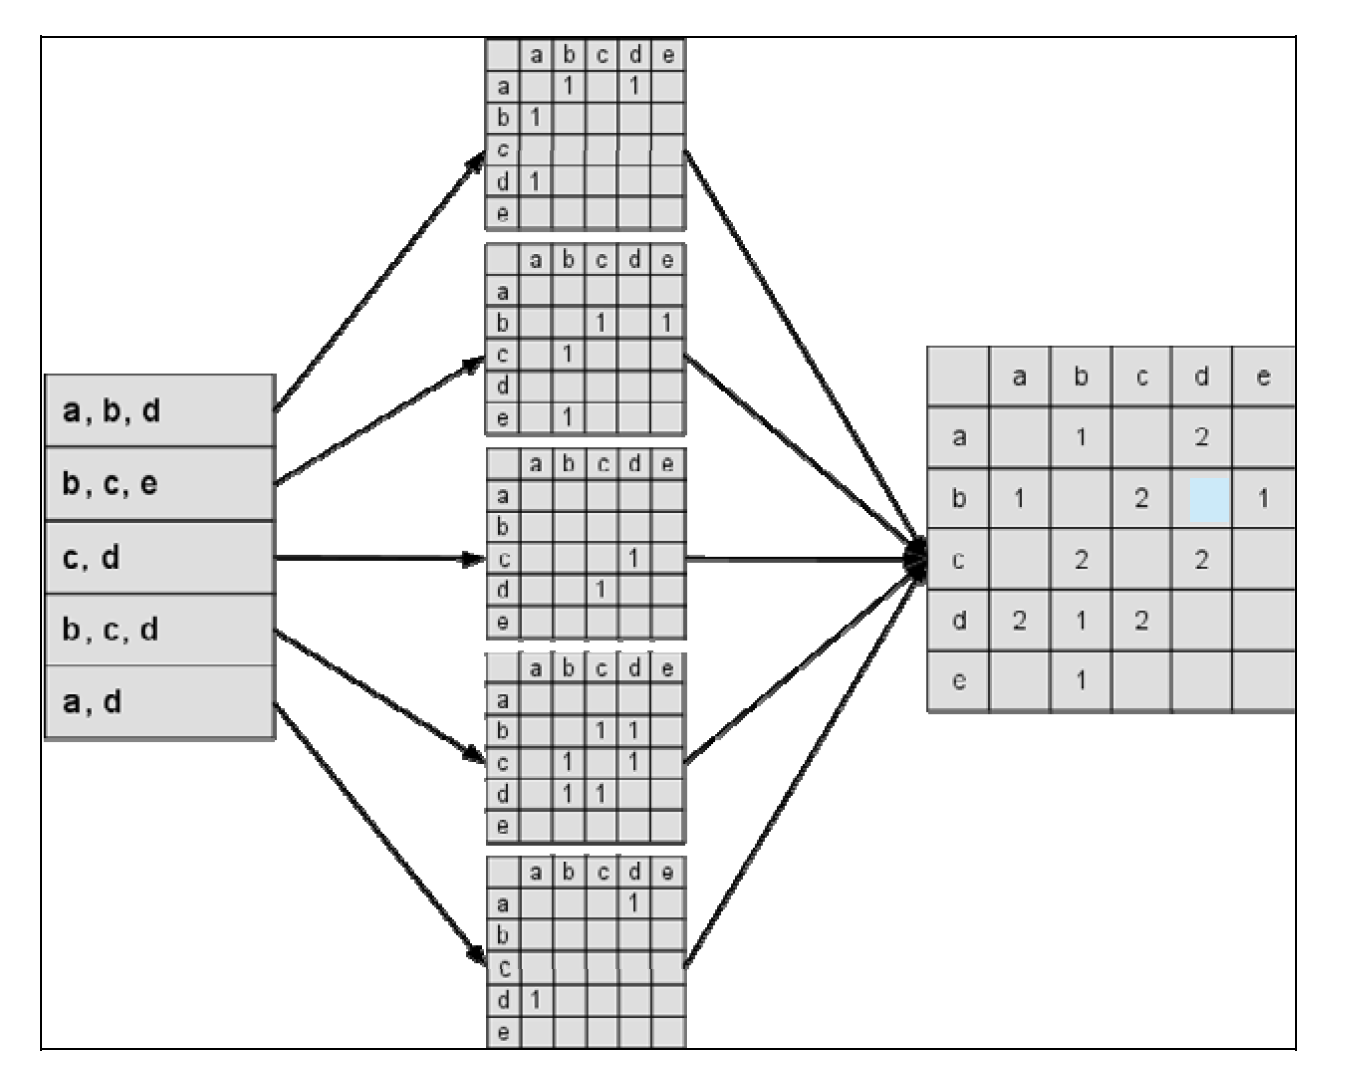 a b c d e
a 1 1
b 1
c
d 1
e
a b c d e
a
b 1 1
c 1
d
e 1
a, b, d
b, c, e
c, d
b, c, d
a, d
a b c d e
a
b
c 1
d 1
e
a b c d e
a
b 1 1
c 1 1
d 1 1
e
a b c d e
a 1
b
c
d 1
e
a b c d e
a 1 2
b 1 2 1
c 2 2
d 2 1 2
e 1